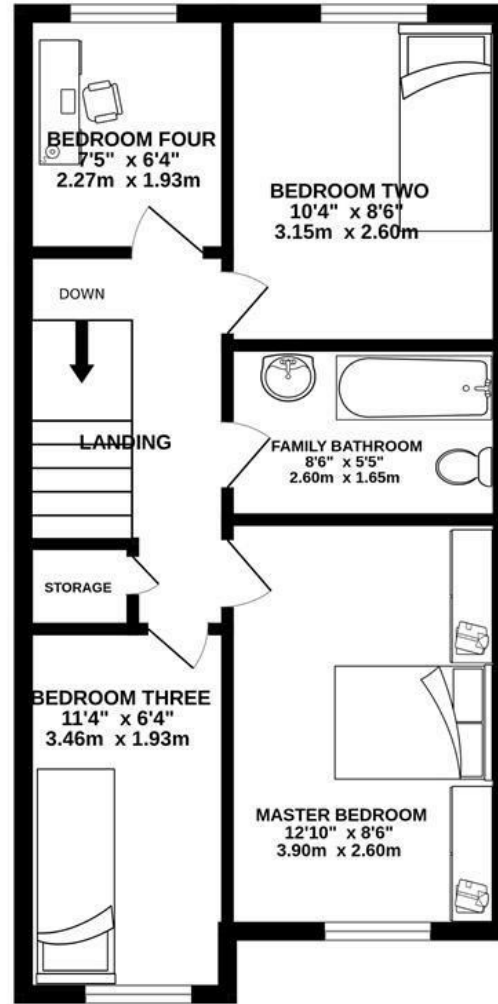 BEDROOM FOUR
7'5" x 6'4"
2.27m x 1.93m
BEDROOM TWO
10'4" x 8'6"
3.15m x 2.60m
DOWN
LANDING
FAMILY BATHROOM
8'6" x 5'5"
2.60m x 1.65m
STORAGE
BEDROOM THREE
11'4" x 6'4"
3.46m x 1.93m
MASTER BEDROOM
12'10" x 8'6"
3.90m x 2.60m